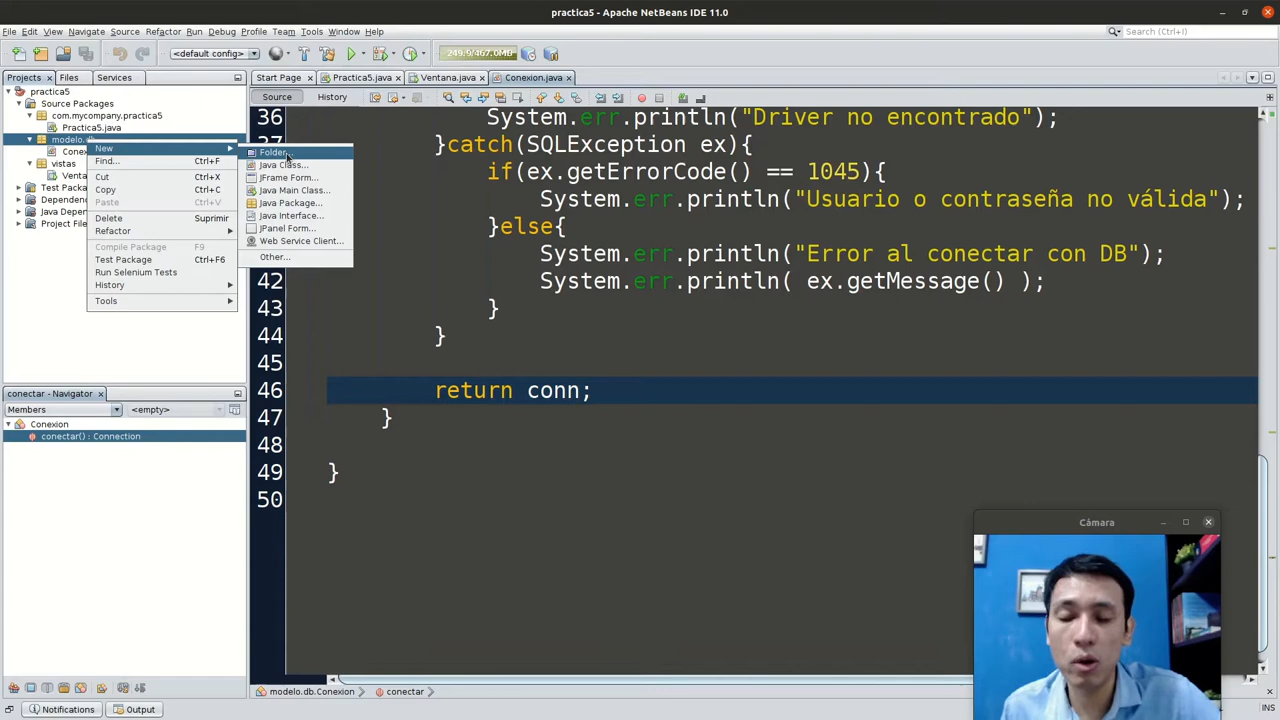 practica5 - Apache NetBeans IDE 11.0
File Edit View Navigate Source Refactor Run Debug Profile Team Tools Window Help
Search (Ctrl+I)
<default config>
249.9/467.0MB
Projects Files Services
Start Page Practica5.java Ventana.java Conexion.java
Source History
practica5
Source Packages
com.mycompany.practica5
Practica5.java
modelo.
Cone
vistas
Venta
Test Packag
Dependen
Java Depen
Project File
New
Find... Ctrl+F
Cut Ctrl+X
Copy Ctrl+C
Paste Ctrl+V
Delete Suprimir
Refactor
Compile Package F9
Test Package Ctrl+F6
Run Selenium Tests
History
Tools
Folder...
Java Class...
JFrame Form...
Java Main Class...
Java Package...
Java Interface...
JPanel Form...
Web Service Client...
Other...
36 System.err.println("Driver no encontrado");
}catch(SQLException ex){
if(ex.getErrorCode() == 1045){
System.err.println("Usuario o contraseña no válida");
}else{
System.err.println("Error al conectar con DB");
42 System.err.println( ex.getMessage() );
43 }
44 }
45
46 return conn;
47 }
48
49 }
50
conectar - Navigator
Members <empty>
Conexion
conectar() : Connection
Cámara
modelo.db.Conexion conectar
Notifications Output
INS